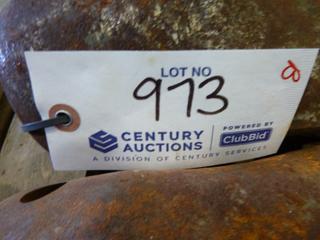 LOT NO
973
CENTURY
AUCTIONS
POWERED BY
ClubBid
A DIVISION OF CENTURY SERVICES